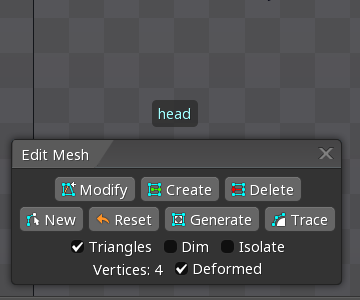 head
Edit Mesh
Modify Create Delete
New Reset Generate Trace
Triangles Dim Isolate
Vertices: 4 Deformed